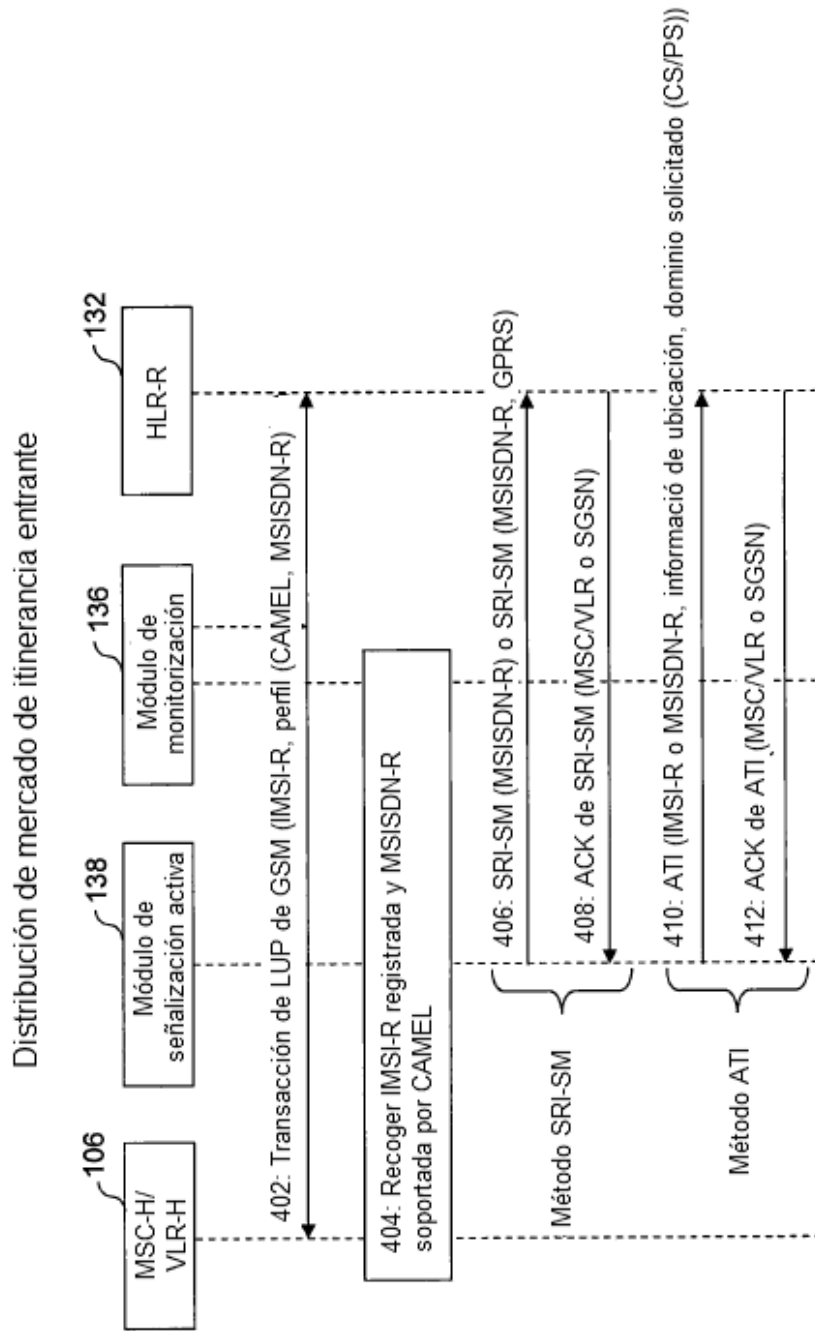 Distribución de mercado de itinerancia entrante
106
138
136
132
MSC-H/
VLR-H
Módulo de
señalización activa
Módulo de
monitorización
HLR-R
402: Transacción de LUP de GSM (IMSI-R, perfil (CAMEL, MSISDN-R)
404: Recoger IMSI-R registrada y MSISDN-R
soportada por CAMEL
406: SRI-SM (MSISDN-R) o SRI-SM (MSISDN-R, GPRS)
408: ACK de SRI-SM (MSC/VLR o SGSN)
Método SRI-SM
410: ATI (IMSI-R o MSISDN-R, informació de ubicación, dominio solicitado (CS/PS))
412: ACK de ATI (MSC/VLR o SGSN)
Método ATI